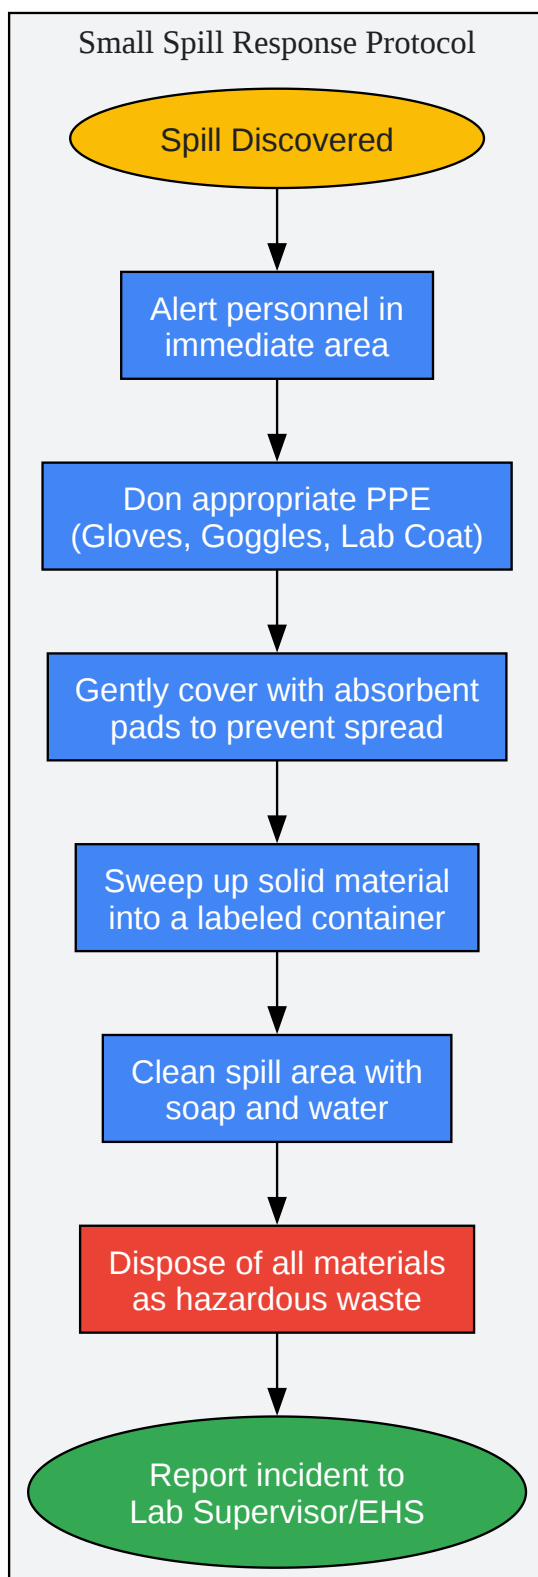 Small Spill Response Protocol
Spill Discovered
Alert personnel in
immediate area
Don appropriate PPE
(Gloves, Goggles, Lab Coat)
Gently cover with absorbent
pads to prevent spread
Sweep up solid material
into a labeled container
Clean spill area with
soap and water
Dispose of all materials
as hazardous waste
Report incident to
Lab Supervisor/EHS